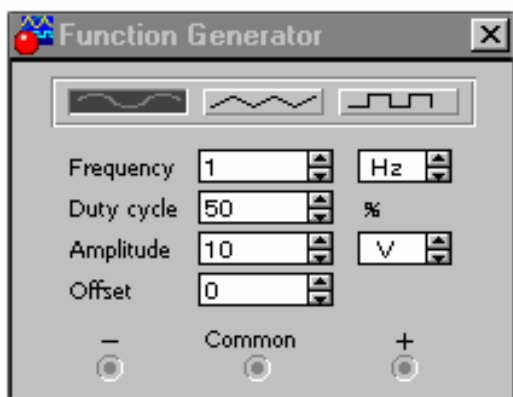 Function Generator
Frequency 1 Hz
Duty cycle 50 %
Amplitude 10 V
Offset 0
− Common +